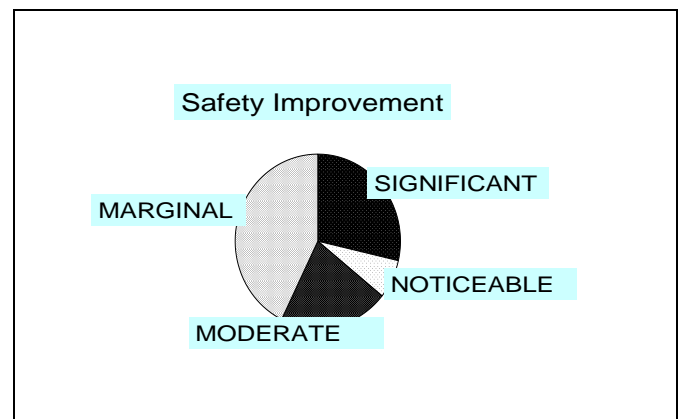 Safety Improvement
SIGNIFICANT
MARGINAL
NOTICEABLE
MODERATE